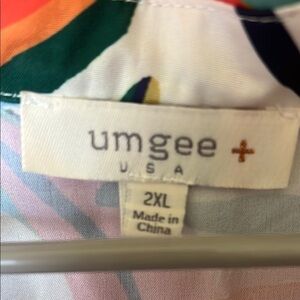 umgee +
USA
2XL
Made in
China